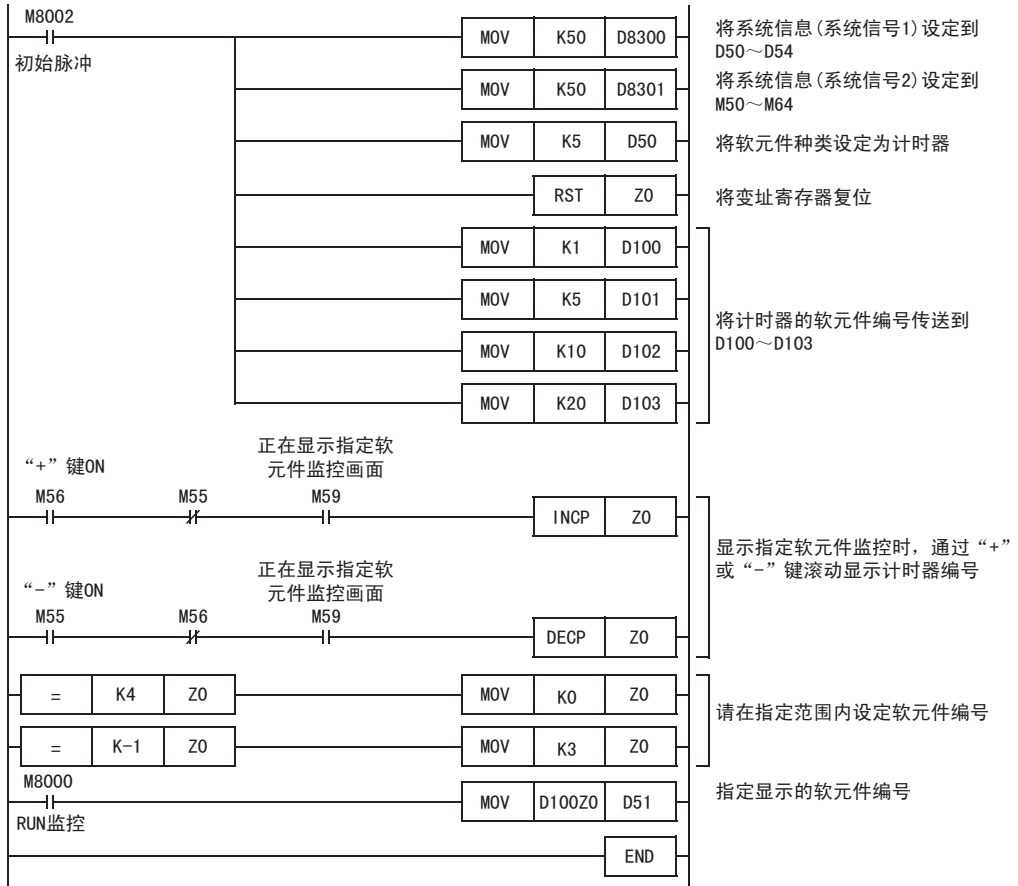 M8002
初始脉冲
MOV K50 D8300
将系统信息(系统信号1)设定到
D50～D54
MOV K50 D8301
将系统信息(系统信号2)设定到
M50～M64
MOV K5 D50
将软元件种类设定为计时器
RST Z0
将变址寄存器复位
MOV K1 D100
MOV K5 D101
MOV K10 D102
MOV K20 D103
将计时器的软元件编号传送到
D100～D103
“+”键ON
正在显示指定软
元件监控画面
M56 M55 M59
INCP Z0
“-”键ON
正在显示指定软
元件监控画面
M55 M56 M59
DECP Z0
显示指定软元件监控时，通过“+”
或“-”键滚动显示计时器编号
= K4 Z0 MOV K0 Z0
= K-1 Z0 MOV K3 Z0
请在指定范围内设定软元件编号
M8000
RUN监控
MOV D100Z0 D51
指定显示的软元件编号
END